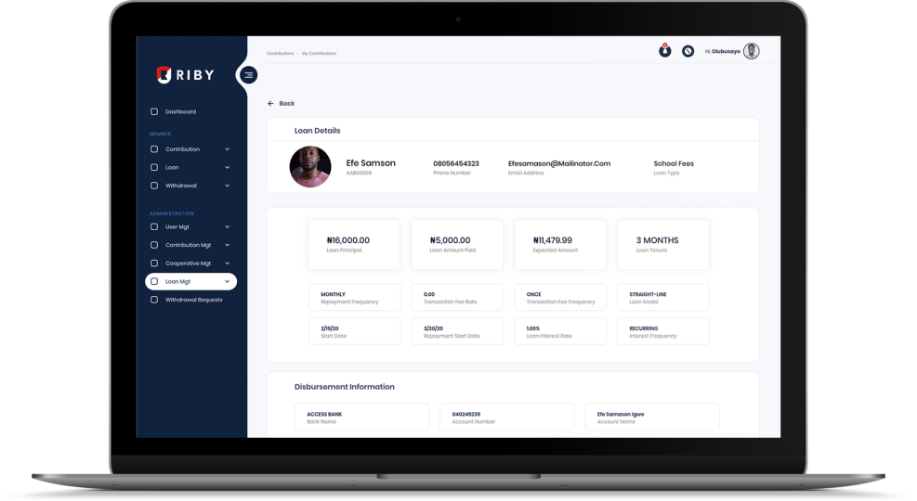 Contributions › My Contributions
Hi, Olubusayo
RIBY
Back
Dashboard
MEMBER
Contribution
Loan
Withdrawal
ADMINISTRATION
User Mgt
Contribution Mgt
Cooperative Mgt
Loan Mgt
Withdrawal Requests
Loan Details
Efe Samson
08056454323
Phone Number
Efesamason@Mailinator.Com
Email Address
School Fees
Loan Type
₦16,000.00
Loan Principal
₦5,000.00
Loan Amount Paid
₦11,479.99
Expected Amount
3 MONTHS
Loan Tenure
MONTHLY
Repayment Frequency
0.00
Transaction Fee Rate
ONCE
Transaction Fee Frequency
STRAIGHT-LINE
Loan Model
2/19/20
Start Date
3/20/20
Repayment Start Date
1.00%
Loan Interest Rate
RECURRING
Interest Frequency
Disbursement Information
ACCESS BANK
Bank Name
040249239
Account Number
Efe Samason Igwe
Account Name